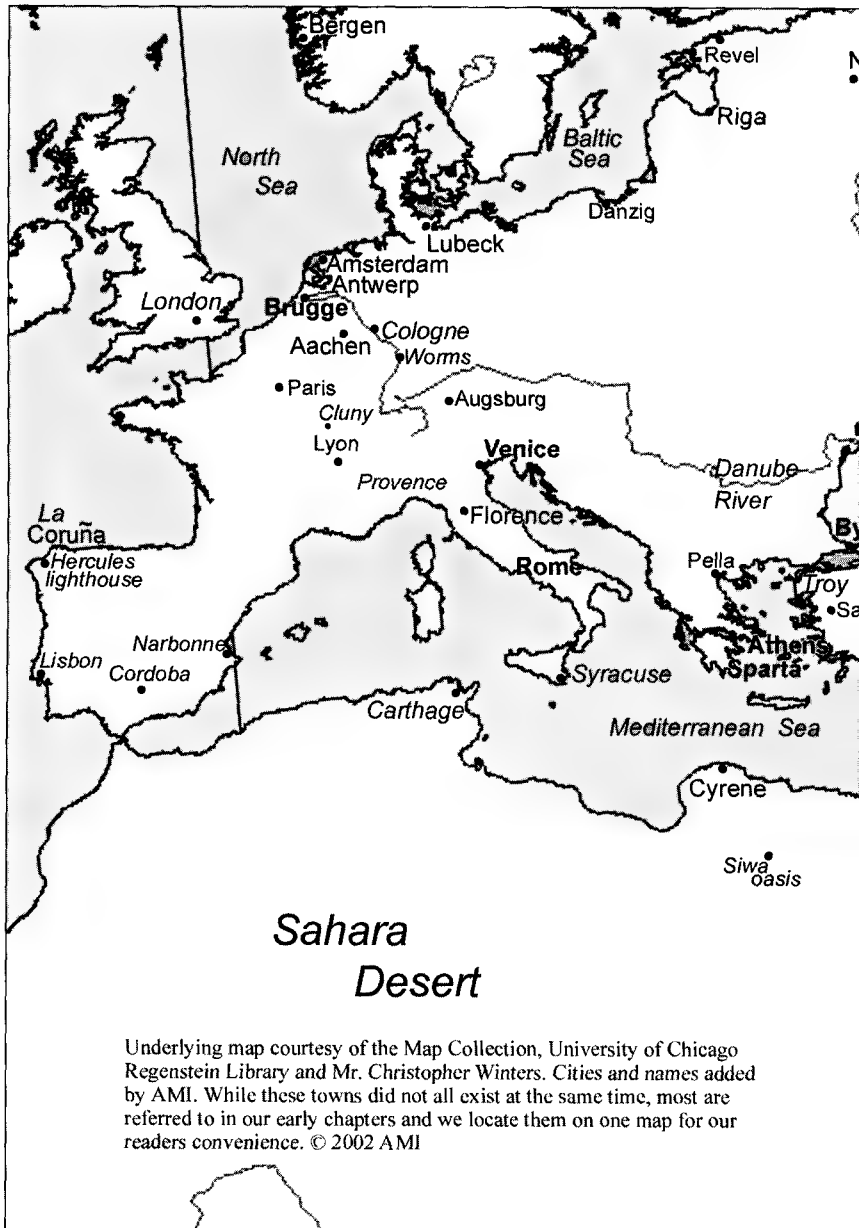 Bergen
Revel
N
Riga
North
Sea
Baltic
Sea
Danzig
Lubeck
Amsterdam
Antwerp
Brugge
London
Cologne
Aachen
Worms
Paris
Augsburg
Cluny
Lyon
Venice
Provence
Danube
River
La
Coruña
Florence
By
Hercules
lighthouse
Rome
Pella
Troy
Sa
Narbonne
Athens
Lisbon
Cordoba
Syracuse
Sparta
Carthage
Mediterranean Sea
Cyrene
Siwa
oasis
Sahara
Desert
Underlying map courtesy of the Map Collection, University of Chicago
Regenstein Library and Mr. Christopher Winters. Cities and names added
by AMI. While these towns did not all exist at the same time, most are
referred to in our early chapters and we locate them on one map for our
readers convenience. © 2002 AMI